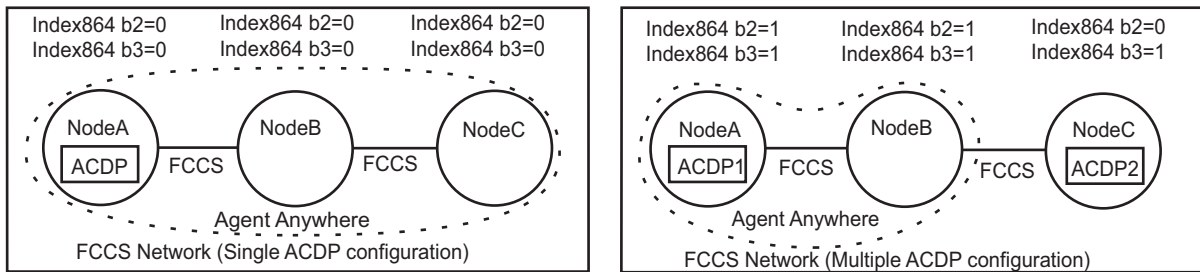 Index864 b2=0 Index864 b2=0 Index864 b2=0
Index864 b3=0 Index864 b3=0 Index864 b3=0
NodeA NodeB NodeC
ACDP FCCS FCCS
Agent Anywhere
FCCS Network (Single ACDP configuration)
Index864 b2=1 Index864 b2=1 Index864 b2=0
Index864 b3=1 Index864 b3=1 Index864 b3=1
NodeA NodeB NodeC
ACDP1 FCCS FCCS ACDP2
Agent Anywhere
FCCS Network (Multiple ACDP configuration)